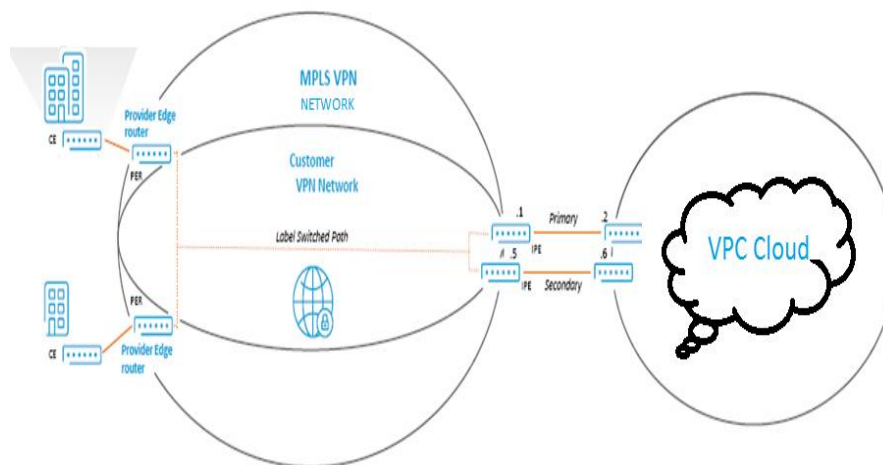 MPLS VPN
NETWORK
Provider Edge
router
CE
PER
Customer
VPN Network
.1
Primary
.2
Label Switched Path
IPE
.5
.6
IPE
Secondary
VPC Cloud
PER
CE
Provider Edge
router